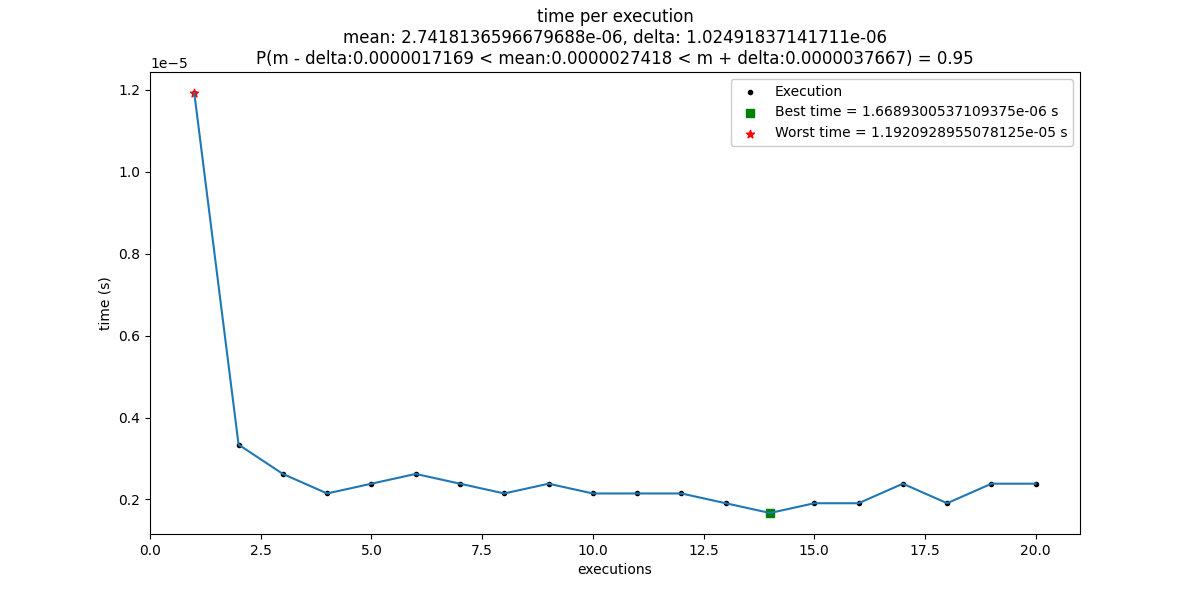 time per execution
mean: 2.7418136596679688e-06, delta: 1.02491837141711e-06
P(m - delta:0.0000017169 < mean:0.0000027418 < m + delta:0.0000037667) = 0.95
1e−5
Execution
Best time = 1.6689300537109375e-06 s
Worst time = 1.1920928955078125e-05 s
1.2
1.0
0.8
0.6
0.4
0.2
time (s)
0.0 2.5 5.0 7.5 10.0 12.5 15.0 17.5 20.0
executions